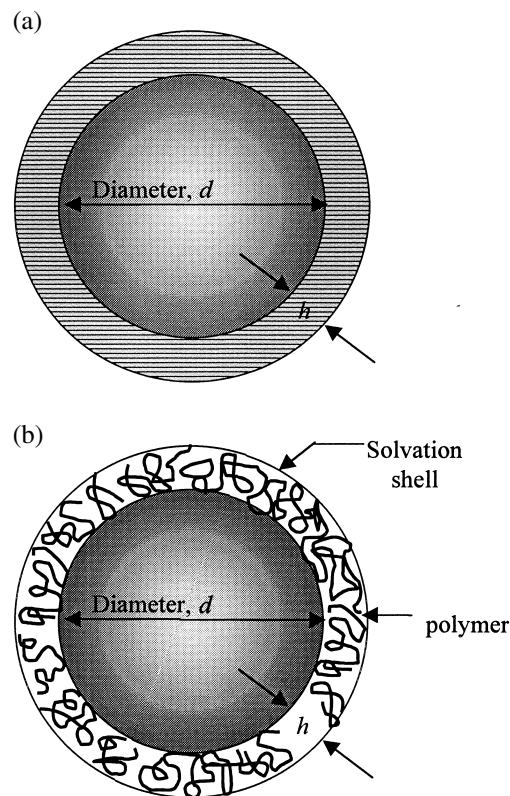 (a)
Diameter, d
h
(b)
Solvation
shell
Diameter, d
polymer
h